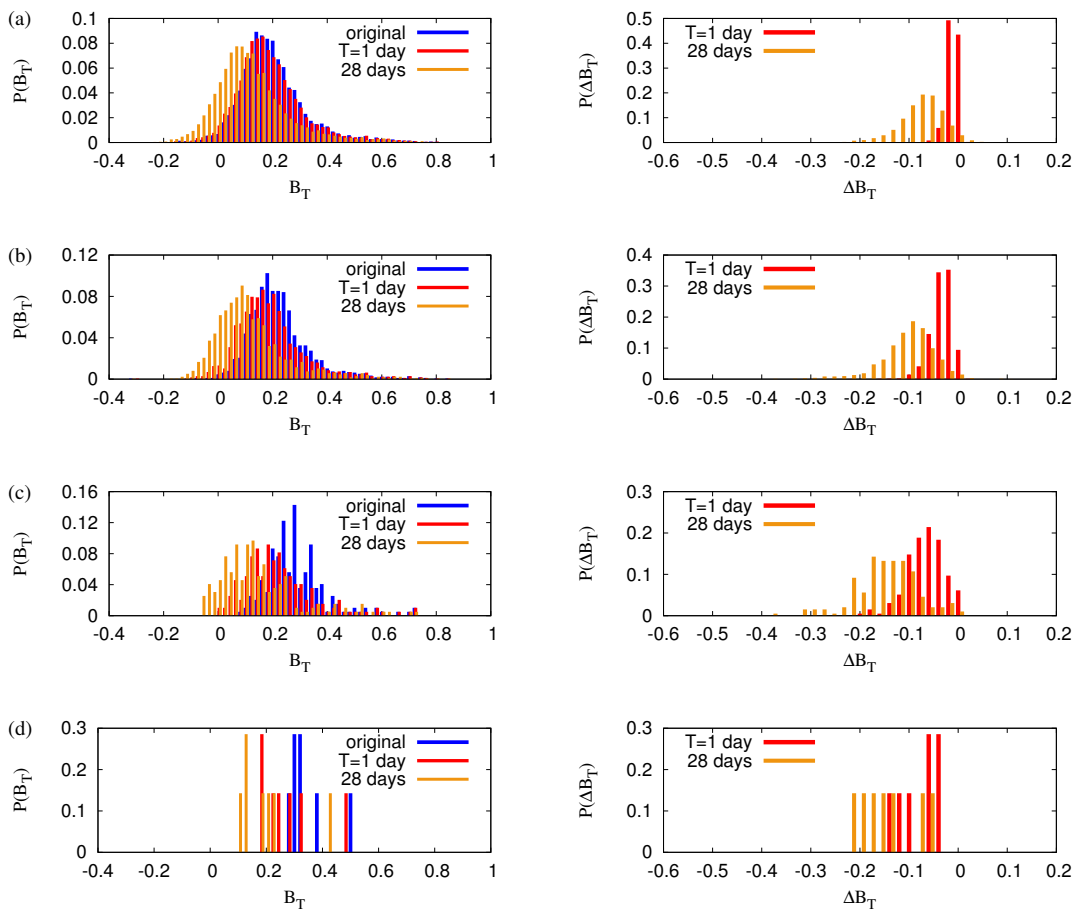 (a)
P(B_T)
0.1
0.08
0.06
0.04
0.02
0
original
T=1 day
28 days
-0.4 -0.2 0 0.2 0.4 0.6 0.8 1
B_T
P(ΔB_T)
0.5
0.4
0.3
0.2
0.1
0
T=1 day
28 days
-0.6 -0.5 -0.4 -0.3 -0.2 -0.1 0 0.1 0.2
ΔB_T
(b)
P(B_T)
0.12
0.08
0.04
0
original
T=1 day
28 days
-0.4 -0.2 0 0.2 0.4 0.6 0.8 1
B_T
P(ΔB_T)
0.4
0.3
0.2
0.1
0
T=1 day
28 days
-0.6 -0.5 -0.4 -0.3 -0.2 -0.1 0 0.1 0.2
ΔB_T
(c)
P(B_T)
0.16
0.12
0.08
0.04
0
original
T=1 day
28 days
-0.4 -0.2 0 0.2 0.4 0.6 0.8 1
B_T
P(ΔB_T)
0.3
0.2
0.1
0
T=1 day
28 days
-0.6 -0.5 -0.4 -0.3 -0.2 -0.1 0 0.1 0.2
ΔB_T
(d)
P(B_T)
0.3
0.2
0.1
0
original
T=1 day
28 days
-0.4 -0.2 0 0.2 0.4 0.6 0.8 1
B_T
P(ΔB_T)
0.3
0.2
0.1
0
T=1 day
28 days
-0.6 -0.5 -0.4 -0.3 -0.2 -0.1 0 0.1 0.2
ΔB_T